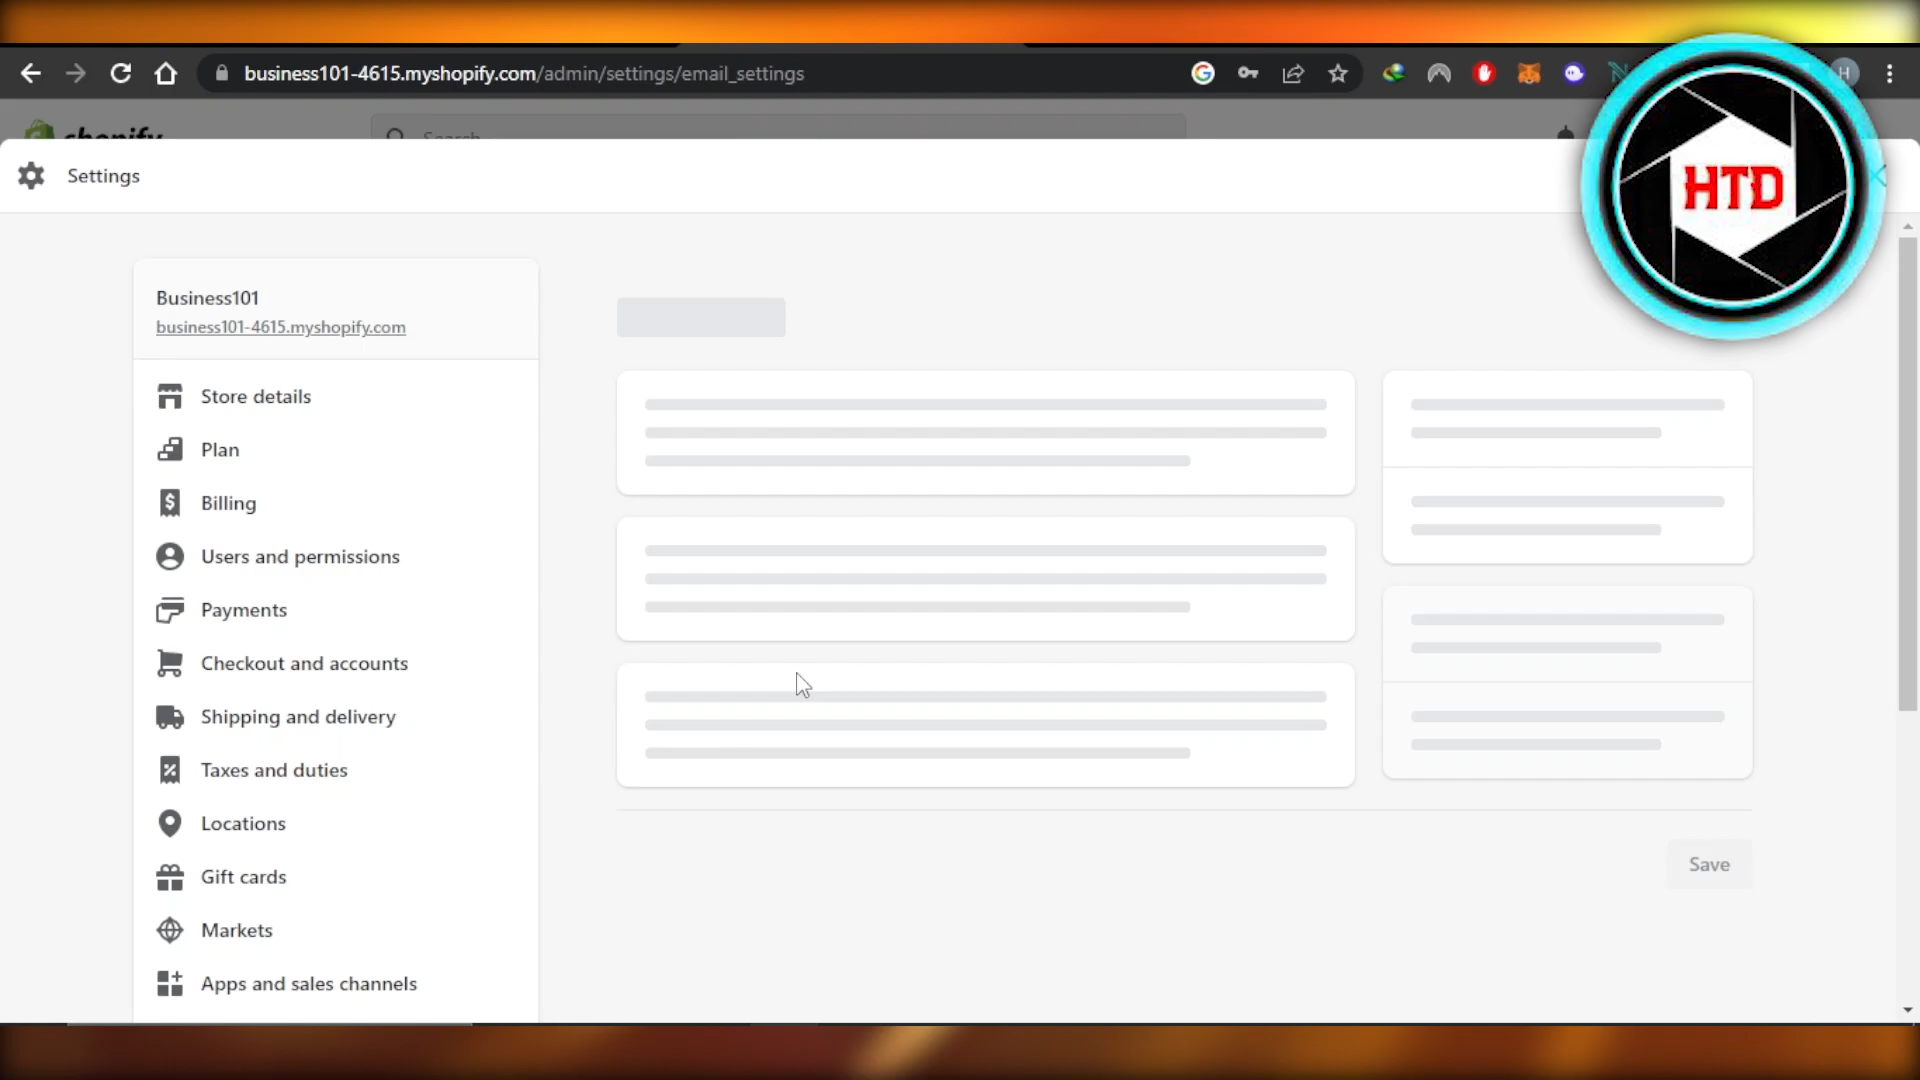 business101-4615.myshopify.com/admin/settings/email_settings
H
shopify
Search
HTD
Settings
Business101
business101-4615.myshopify.com
Store details
Plan
Billing
Users and permissions
Payments
Checkout and accounts
Shipping and delivery
Taxes and duties
Locations
Gift cards
Markets
Apps and sales channels
Save